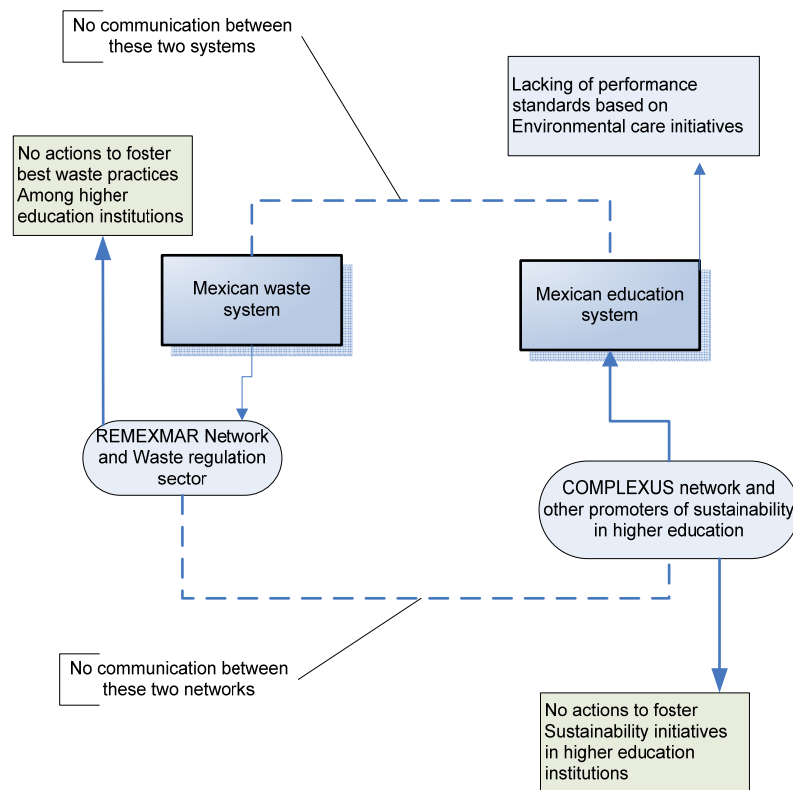 No communication between
these two systems
Lacking of performance
standards based on
Environmental care initiatives
No actions to foster
best waste practices
Among higher
education institutions
Mexican waste
system
Mexican education
system
REMEXMAR Network
and Waste regulation
sector
COMPLEXUS network and
other promoters of sustainability
in higher education
No communication between
these two networks
No actions to foster
Sustainability initiatives
in higher education
institutions